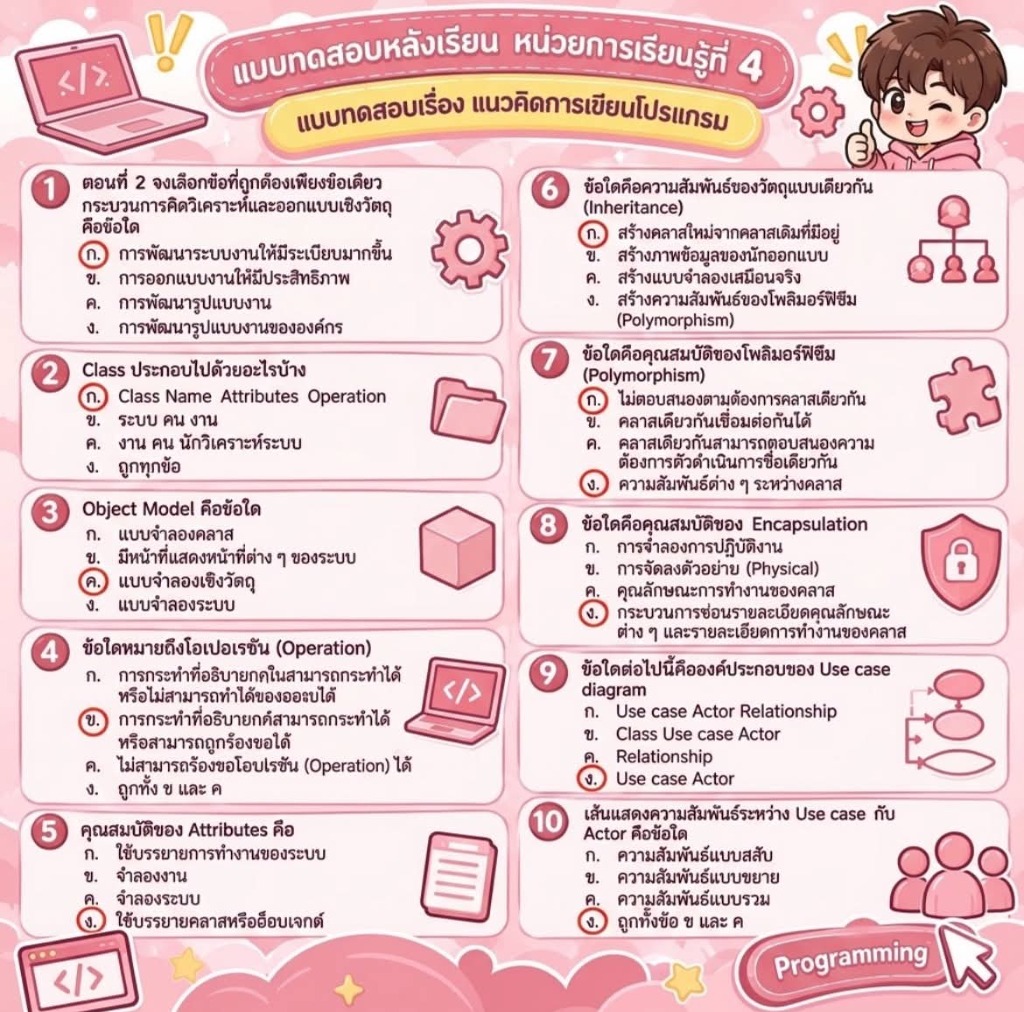 แบบทดสอบหลังเรียน หน่วยการเรียนรู้ที่ 4
แบบทดสอบเรื่อง แนวคิดการเขียนโปรแกรม
1
ตอนที่ 2 จงเลือกข้อที่ถูกต้องเพียงข้อเดียว
กระบวนการคิดวิเคราะห์และออกแบบเชิงวัตถุ
คือข้อใด
ก. การพัฒนาระบบงานให้มีระเบียบมากขึ้น
ข. การออกแบบงานให้มีประสิทธิภาพ
ค. การพัฒนารูปแบบงาน
ง. การพัฒนารูปแบบงานขององค์กร
2
Class ประกอบไปด้วยอะไรบ้าง
ก. Class Name Attributes Operation
ข. ระบบ คน งาน
ค. งาน คน นักวิเคราะห์ระบบ
ง. ถูกทุกข้อ
3
Object Model คือข้อใด
ก. แบบจำลองคลาส
ข. มีหน้าที่แสดงหน้าที่ต่าง ๆ ของระบบ
ค. แบบจำลองเชิงวัตถุ
ง. แบบจำลองระบบ
4
ข้อใดหมายถึงโอเปอเรชัน (Operation)
ก. การกระทำที่อธิบายในสามารถกระทำได้
หรือไม่สามารถทำได้
ข. การกระทำที่อธิบายสามารถกระทำได้
หรือสามารถถูกร้องขอได้
ค. ไม่สามารถร้องขอ (Operation) ได้
ง. ถูกทั้ง ข และ ค
5
คุณสมบัติของ Attributes คือ
ก. ใช้บรรยายการทำงานของระบบ
ข. จำลองงาน
ค. จำลองระบบ
ง. ใช้บรรยายคลาสหรืออ็อบเจกต์
6
ข้อใดคือความสัมพันธ์ของวัตถุแบบเดียวกัน
(Inheritance)
ก. สร้างคลาสใหม่จากคลาสเดิมที่มีอยู่
ข. สร้างภาพข้อมูลของนักออกแบบ
ค. สร้างแบบจำลองเสมือนจริง
ง. สร้างความสัมพันธ์ของโพลิมอร์ฟิซึม
(Polymorphism)
7
ข้อใดคือคุณสมบัติของโพลิมอร์ฟิซึม
(Polymorphism)
ก. ไม่ตอบสนองตามต้องการคลาสเดียวกัน
ข. คลาสเดียวกันเชื่อมต่อกันได้
ค. คลาสเดียวกันสามารถตอบสนองความ
ต้องการตัวดำเนินการชื่อเดียวกัน
ง. ความสัมพันธ์ต่าง ๆ ระหว่างคลาส
8
ข้อใดคือคุณสมบัติของ Encapsulation
ก. การจำลองการปฏิบัติงาน
ข. การจัดลงตัวอย่าง (Physical)
ค. คุณลักษณะการทำงานของคลาส
ง. กระบวนการซ่อนรายละเอียดคุณลักษณะ
ต่าง ๆ และรายละเอียดการทำงานของคลาส
9
ข้อใดต่อไปนี้คือองค์ประกอบของ Use case
diagram
ก. Use case Actor Relationship
ข. Class Use case Actor
ค. Relationship
ง. Use case Actor
10
เส้นแสดงความสัมพันธ์ระหว่าง Use case กับ
Actor คือข้อใด
ก. ความสัมพันธ์แบบสลับ
ข. ความสัมพันธ์แบบขยาย
ค. ความสัมพันธ์แบบรวม
ง. ถูกทั้งข้อ ข และ ค
Programming